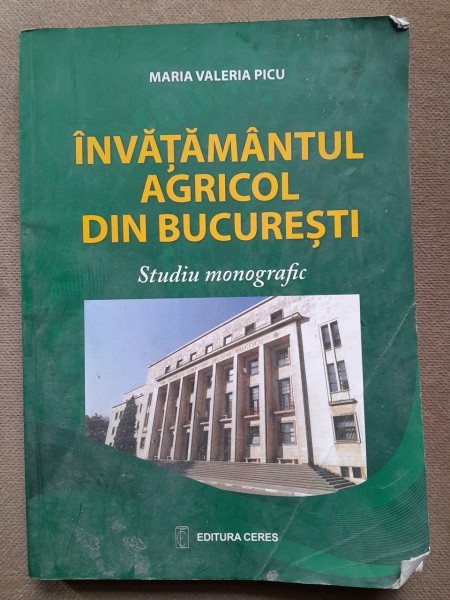 MARIA VALERIA PICU
ÎNVĂȚĂMÂNTUL
AGRICOL
DIN BUCUREȘTI
Studiu monografic
EDITURA CERES